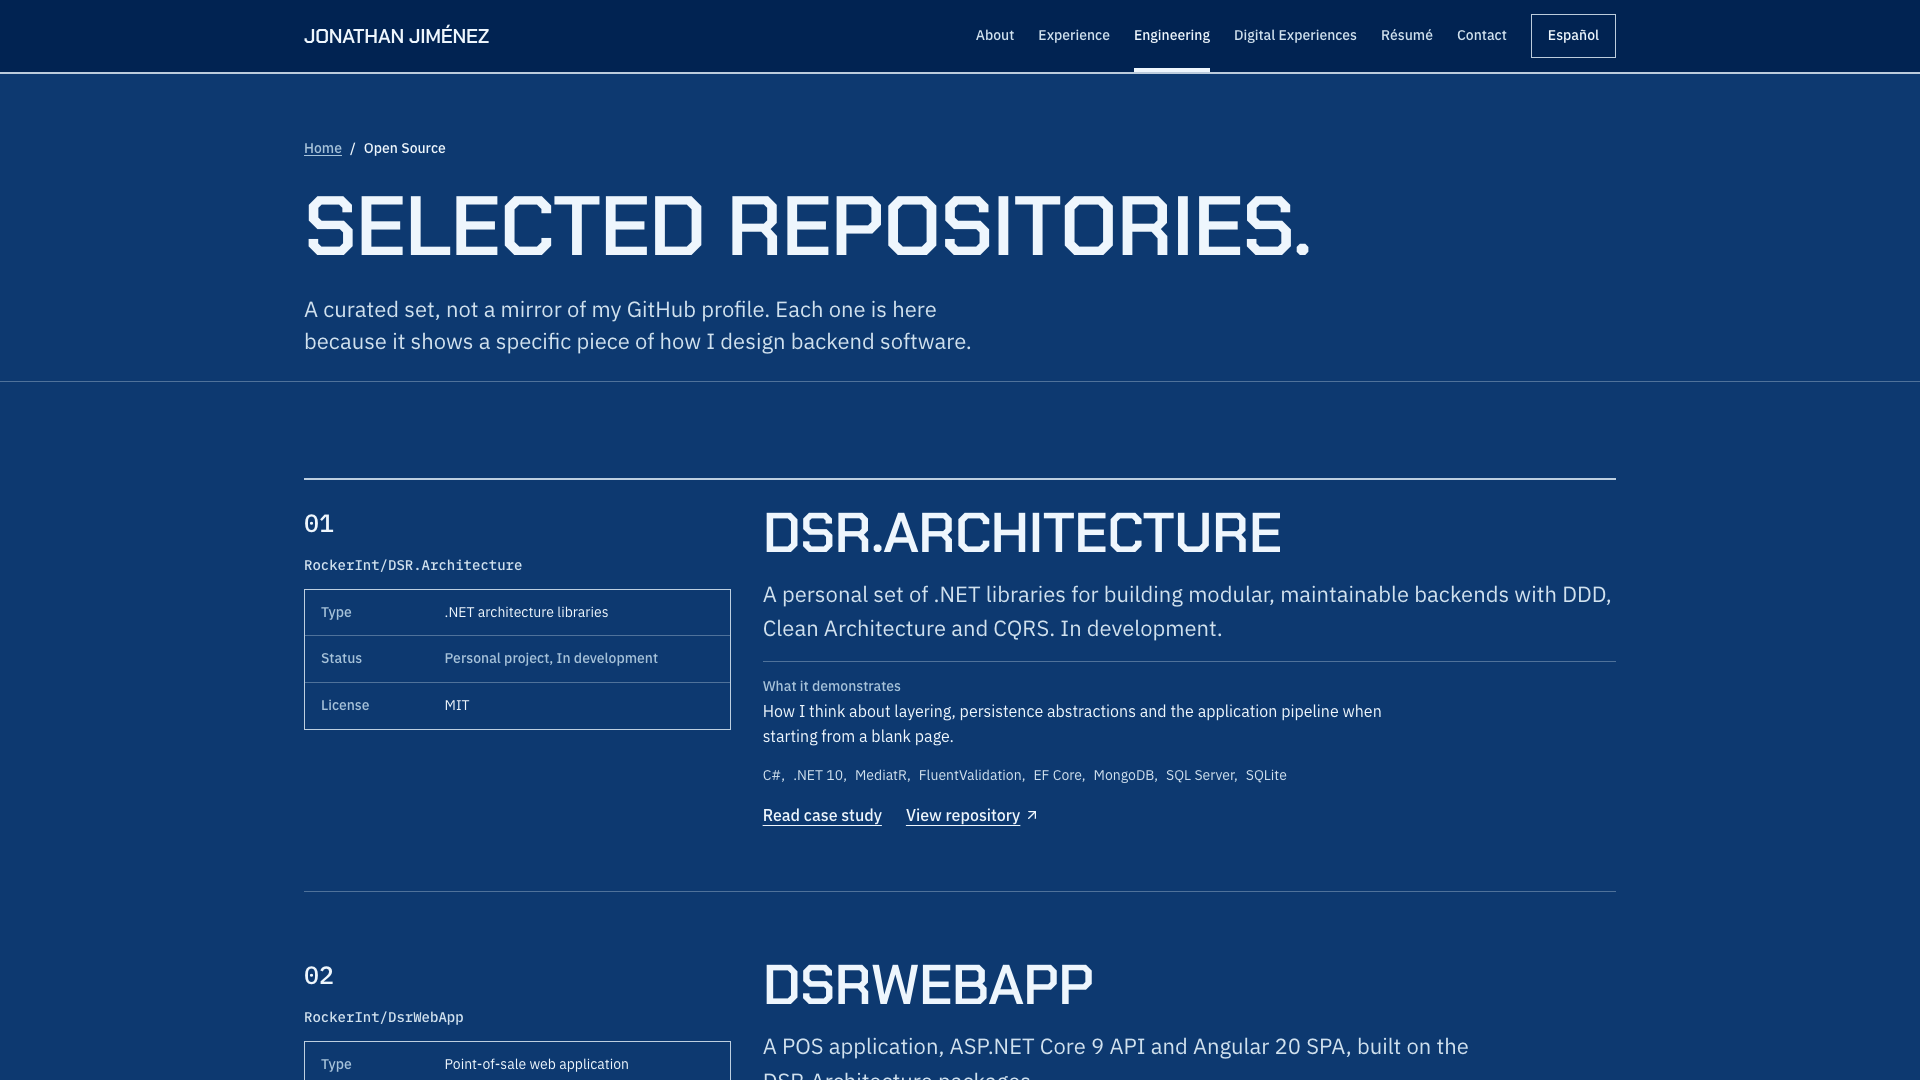 JONATHAN JIMÉNEZ
About Experience Engineering Digital Experiences Résumé Contact Español
Home / Open Source
SELECTED REPOSITORIES.
A curated set, not a mirror of my GitHub profile. Each one is here
because it shows a specific piece of how I design backend software.
01
RockerInt/DSR.Architecture
Type .NET architecture libraries
Status Personal project, In development
License MIT
DSR.ARCHITECTURE
A personal set of .NET libraries for building modular, maintainable backends with DDD,
Clean Architecture and CQRS. In development.
What it demonstrates
How I think about layering, persistence abstractions and the application pipeline when
starting from a blank page.
C#, .NET 10, MediatR, FluentValidation, EF Core, MongoDB, SQL Server, SQLite
Read case study View repository
02
RockerInt/DsrWebApp
Type Point-of-sale web application
DSRWEBAPP
A POS application, ASP.NET Core 9 API and Angular 20 SPA, built on the
DSR.Architecture packages.